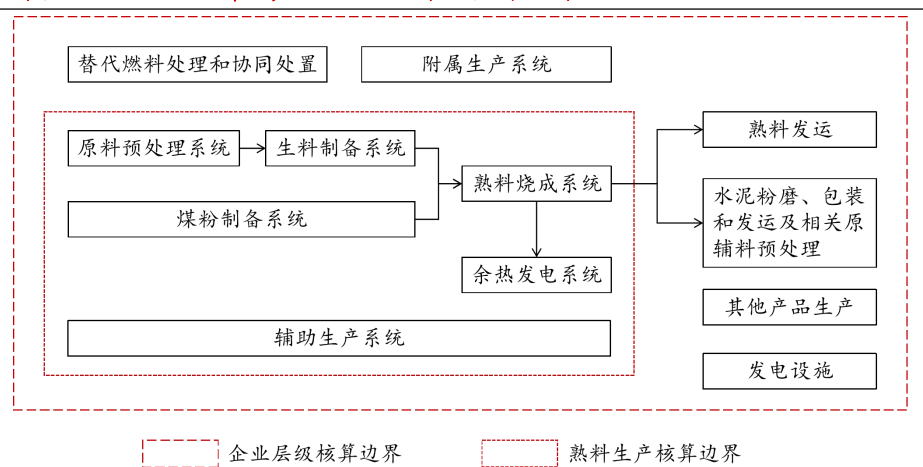 替代燃料处理和协同处置
附属生产系统
原料预处理系统
生料制备系统
熟料发运
熟料烧成系统
煤粉制备系统
水泥粉磨、包装
和发运及相关原
辅料预处理
余热发电系统
其他产品生产
辅助生产系统
发电设施
企业层级核算边界
熟料生产核算边界